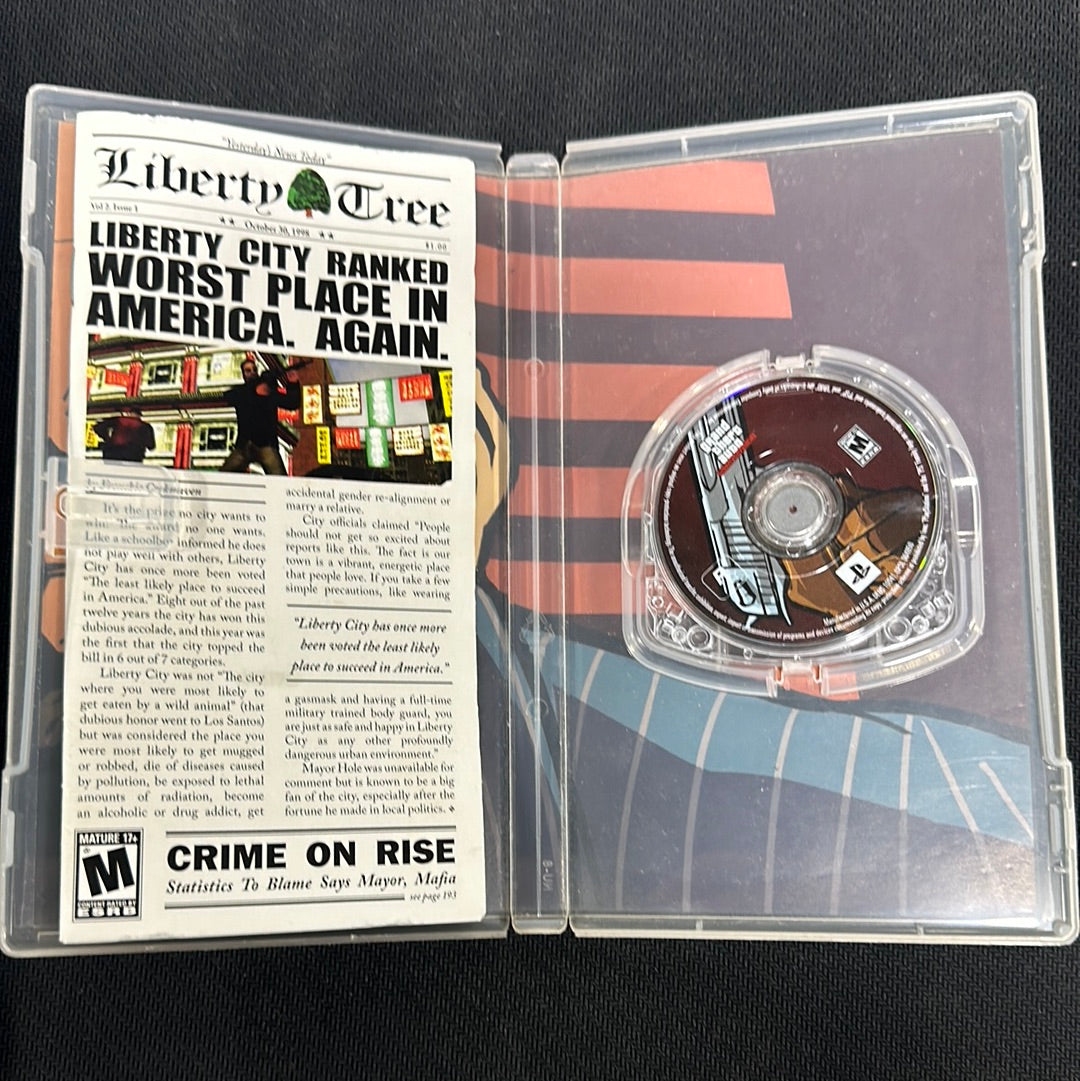 "Yesterday's News Today"
Liberty Tree
Vol 2. Issue 1
October 30, 1998
$1.00
LIBERTY CITY RANKED
WORST PLACE IN
AMERICA. AGAIN.
by
It's the prize no city wants to
win. The award no one wants.
Like a schoolboy informed he does
not play well with others, Liberty
City has once more been voted
"The least likely place to succeed
in America." Eight out of the past
twelve years the city has won this
dubious accolade, and this year was
the first that the city topped the
bill in 6 out of 7 categories.
Liberty City was not "The city
where you were most likely to
get eaten by a wild animal" (that
dubious honor went to Los Santos)
but was considered the place you
were most likely to get mugged
or robbed, die of diseases caused
by pollution, be exposed to lethal
amounts of radiation, become
an alcoholic or drug addict, get
accidental gender re-alignment or
marry a relative.
City officials claimed "People
should not get so excited about
reports like this. The fact is our
town is a vibrant, energetic place
that people love. If you take a few
simple precautions, like wearing
"Liberty City has once more
been voted the least likely
place to succeed in America."
a gasmask and having a full-time
military trained body guard, you
are just as safe and happy in Liberty
City as any other profoundly
dangerous urban environment."
Mayor Hole was unavailable for
comment but is known to be a big
fan of the city, especially after the
fortune he made in local politics.
MATURE 17+
M
CONTENT RATED BY
ESRB
CRIME ON RISE
Statistics To Blame Says Mayor, Mafia
see page 193
grand
theft
auto
M
Manufactured in U.S.A.